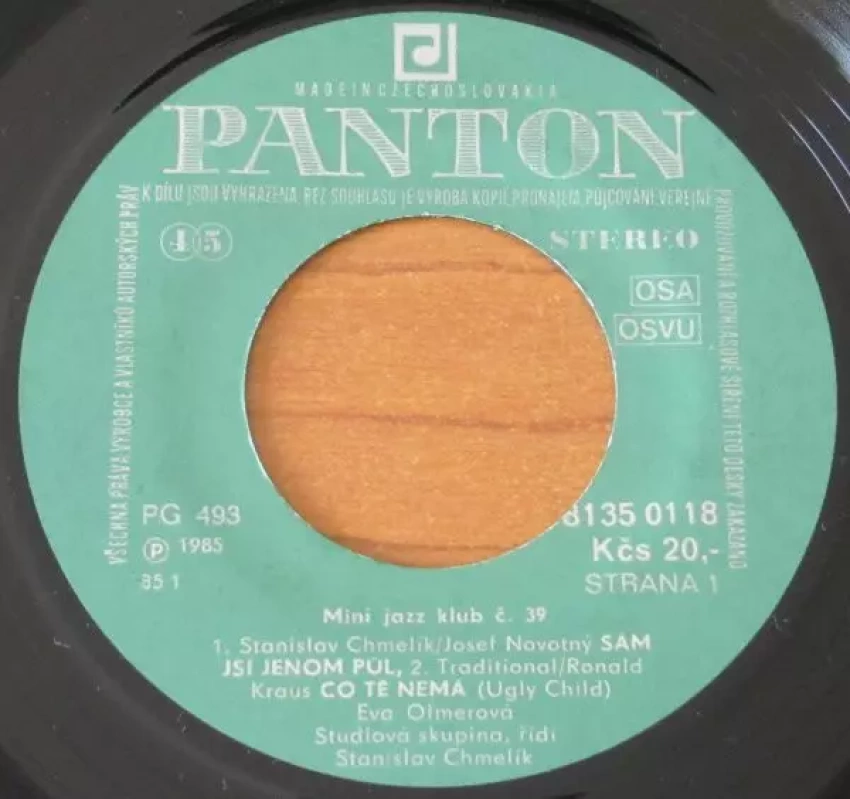 MADE IN CZECHOSLOVAKIA
PANTON
VŠECHNA PRÁVA VÝROBCE A VLASTNÍKŮ AUTORSKÝCH PRÁV
K DÍLU JSOU VYHRAZENA. BEZ SOUHLASU JE VÝROBA KOPIÍ, PRONÁJEM, PŮJČOVÁNÍ, VEŘEJNÉ
PROVOZOVÁNÍ A ROZHLASOVÉ ŠÍŘENÍ TÉTO DESKY ZAKÁZÁNO
45
STEREO
OSA
OSVU
PG 493
8135 0118
Ⓟ 1985
Kčs 20,-
85 1
STRANA 1
Mini jazz klub č. 39
1. Stanislav Chmelík/Josef Novotný SÁM
JSI JENOM PŮL, 2. Traditional/Ronald
Kraus CO TĚ NEMÁ (Ugly Child)
Eva Olmerová
Studiová skupina, řídí
Stanislav Chmelík